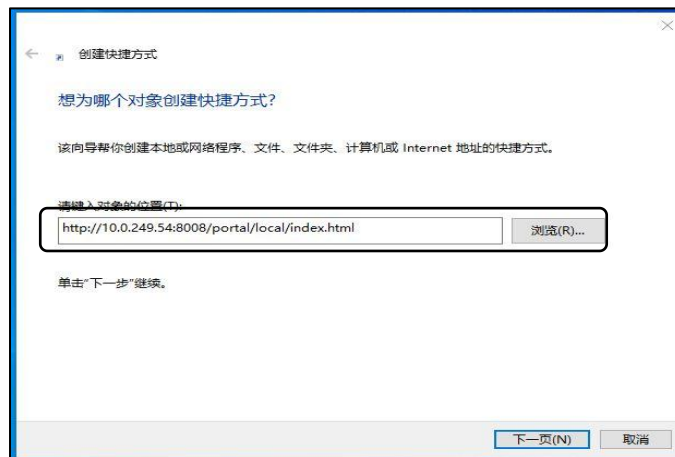 创建快捷方式
想为哪个对象创建快捷方式?
该向导帮你创建本地或网络程序、文件、文件夹、计算机或 Internet 地址的快捷方式。
请键入对象的位置(T):
http://10.0.249.54:8008/portal/local/index.html
浏览(R)...
单击"下一步"继续。
下一页(N)
取消